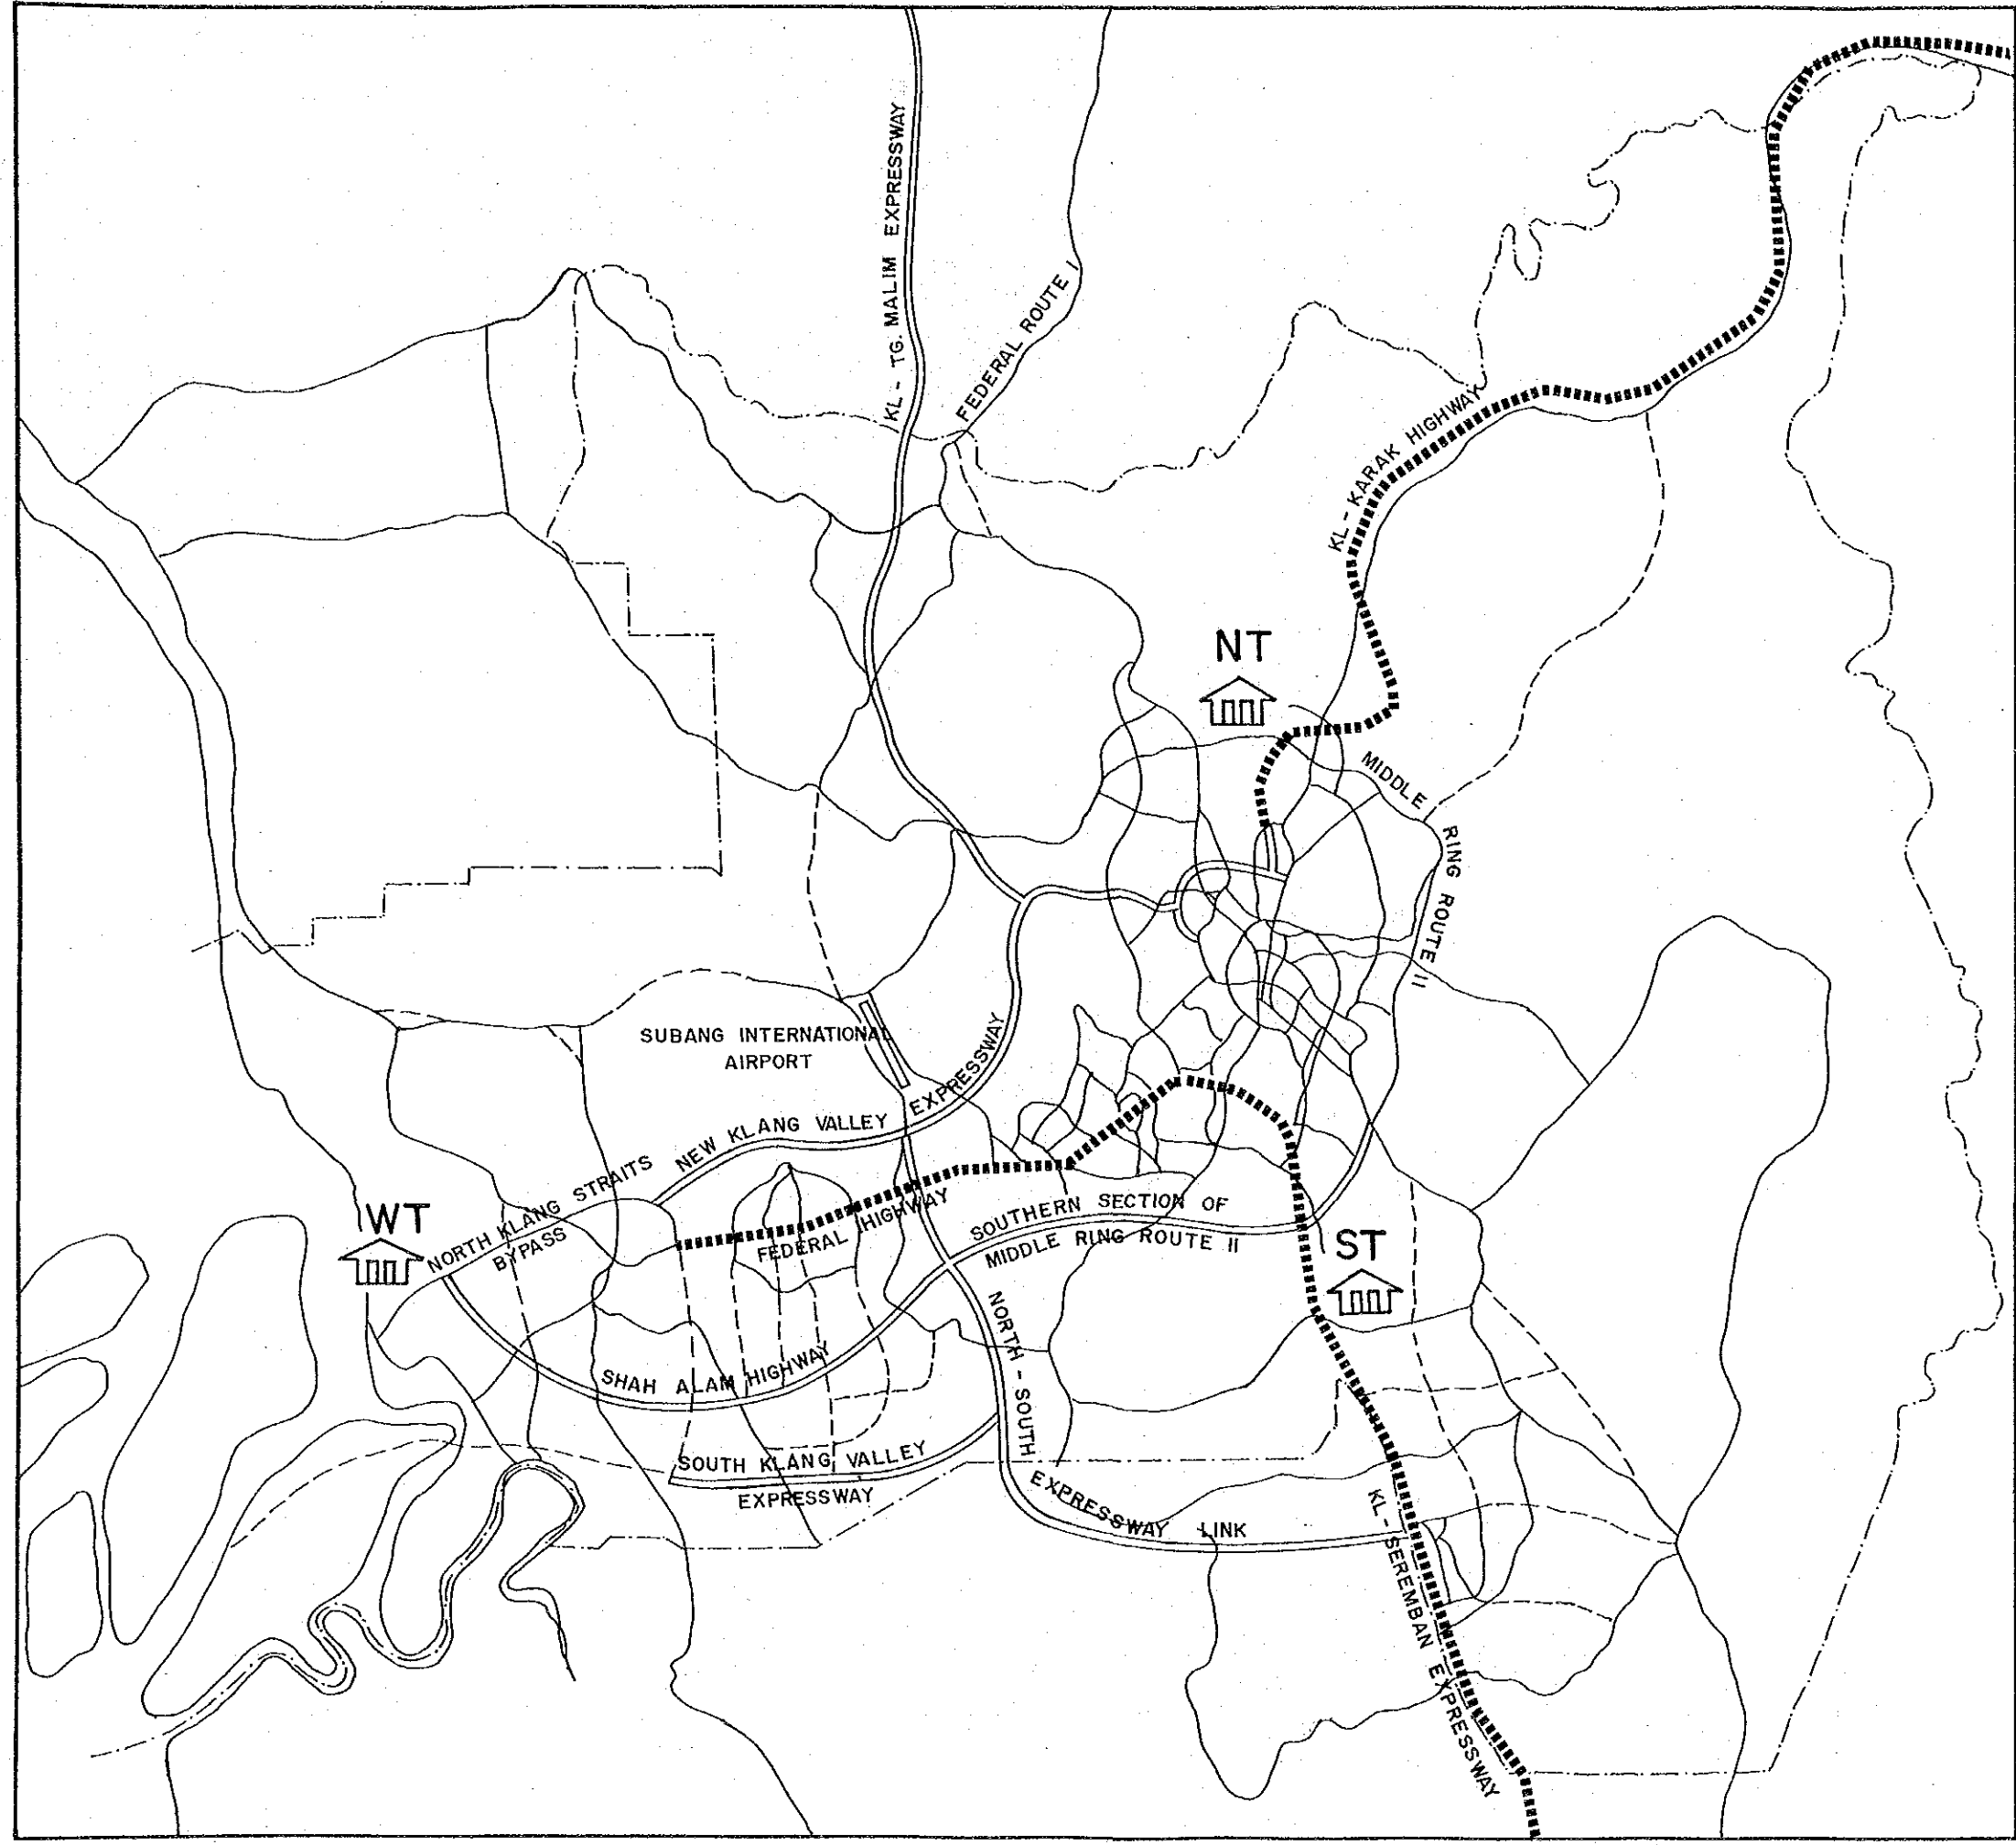 KL - TG. MALIM EXPRESSWAY
FEDERAL ROUTE I
KL - KARAK HIGHWAY
NT
MIDDLE RING ROUTE II
SUBANG INTERNATIONAL
AIRPORT
NEW KLANG VALLEY EXPRESSWAY
NORTH KLANG STRAITS
BYPASS
WT
FEDERAL HIGHWAY
SOUTHERN SECTION OF
MIDDLE RING ROUTE II
ST
SHAH ALAM HIGHWAY
NORTH - SOUTH EXPRESSWAY LINK
SOUTH KLANG VALLEY
EXPRESSWAY
KL - SEREMBAN EXPRESSWAY